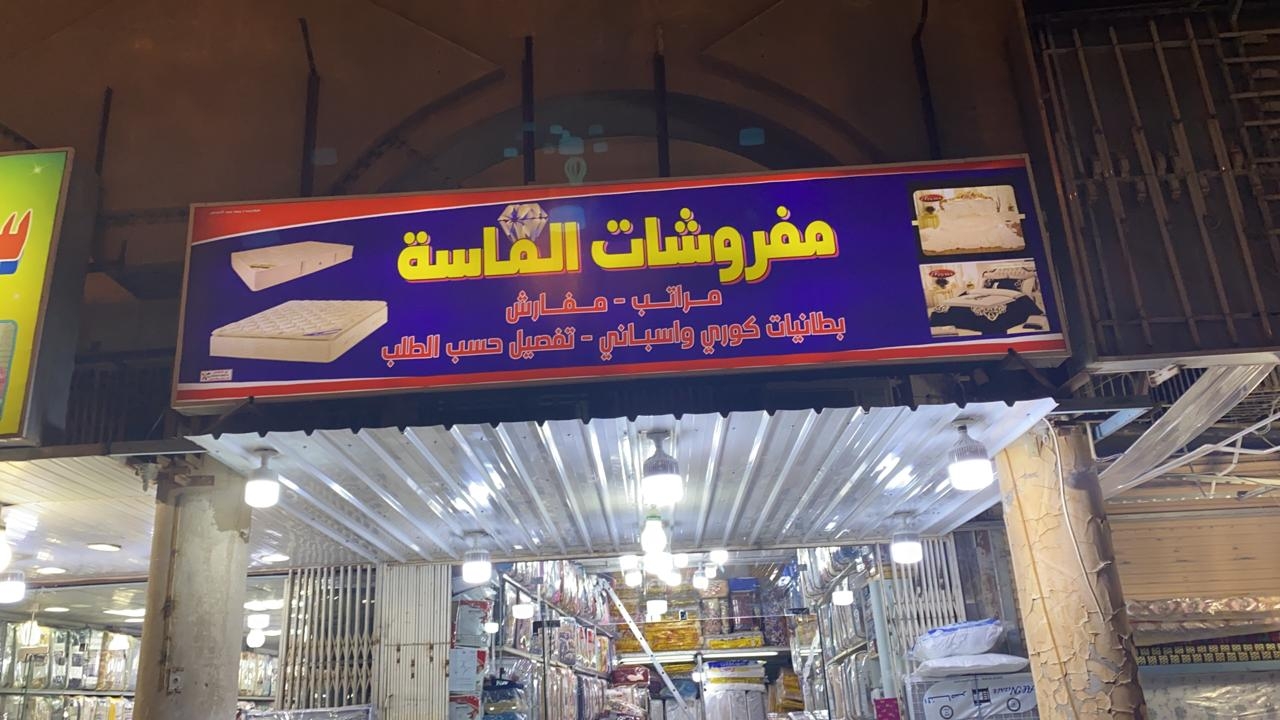 مفروشات الماسة
مراتب - مفارش
بطانيات كوري واسباني - تفصيل حسب الطلب